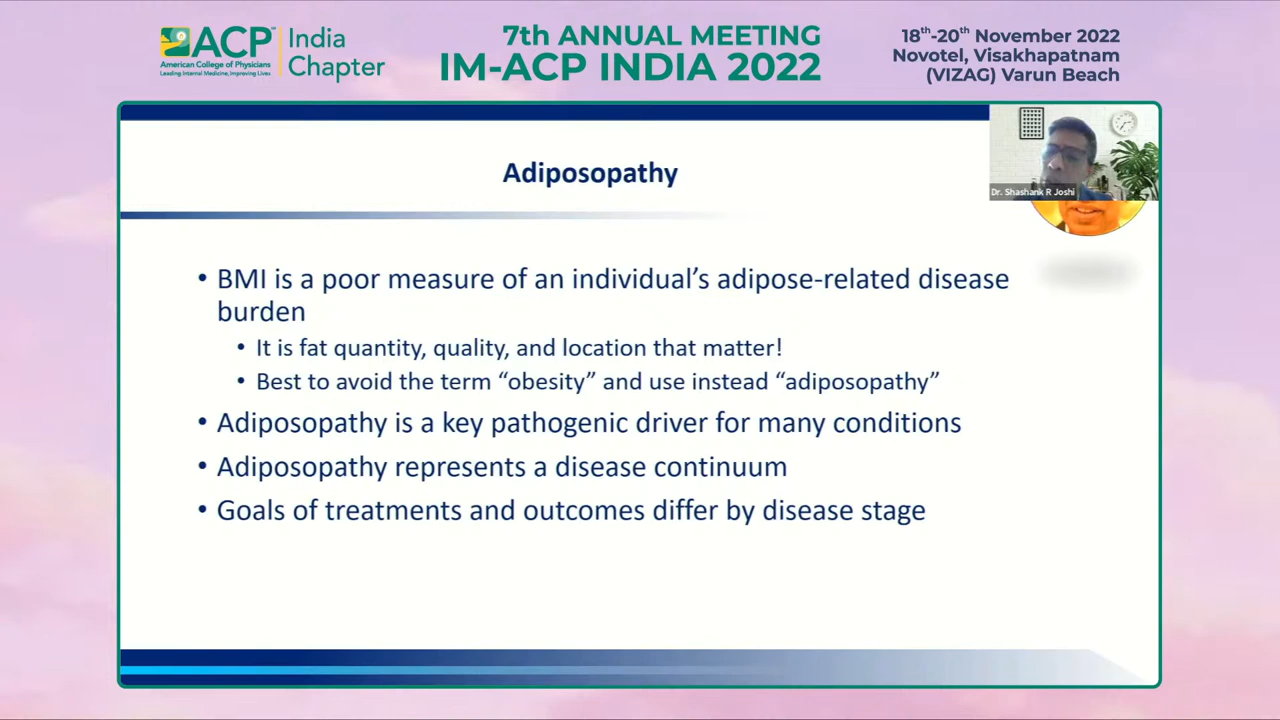 ACP™ India
American College of Physicians Chapter
Leading Internal Medicine, Improving Lives
7th ANNUAL MEETING
IM-ACP INDIA 2022
18th-20th November 2022
Novotel, Visakhapatnam
(VIZAG) Varun Beach
Dr. Shashank R Joshi
Adiposopathy
• BMI is a poor measure of an individual’s adipose-related disease
burden
• It is fat quantity, quality, and location that matter!
• Best to avoid the term “obesity” and use instead “adiposopathy”
• Adiposopathy is a key pathogenic driver for many conditions
• Adiposopathy represents a disease continuum
• Goals of treatments and outcomes differ by disease stage